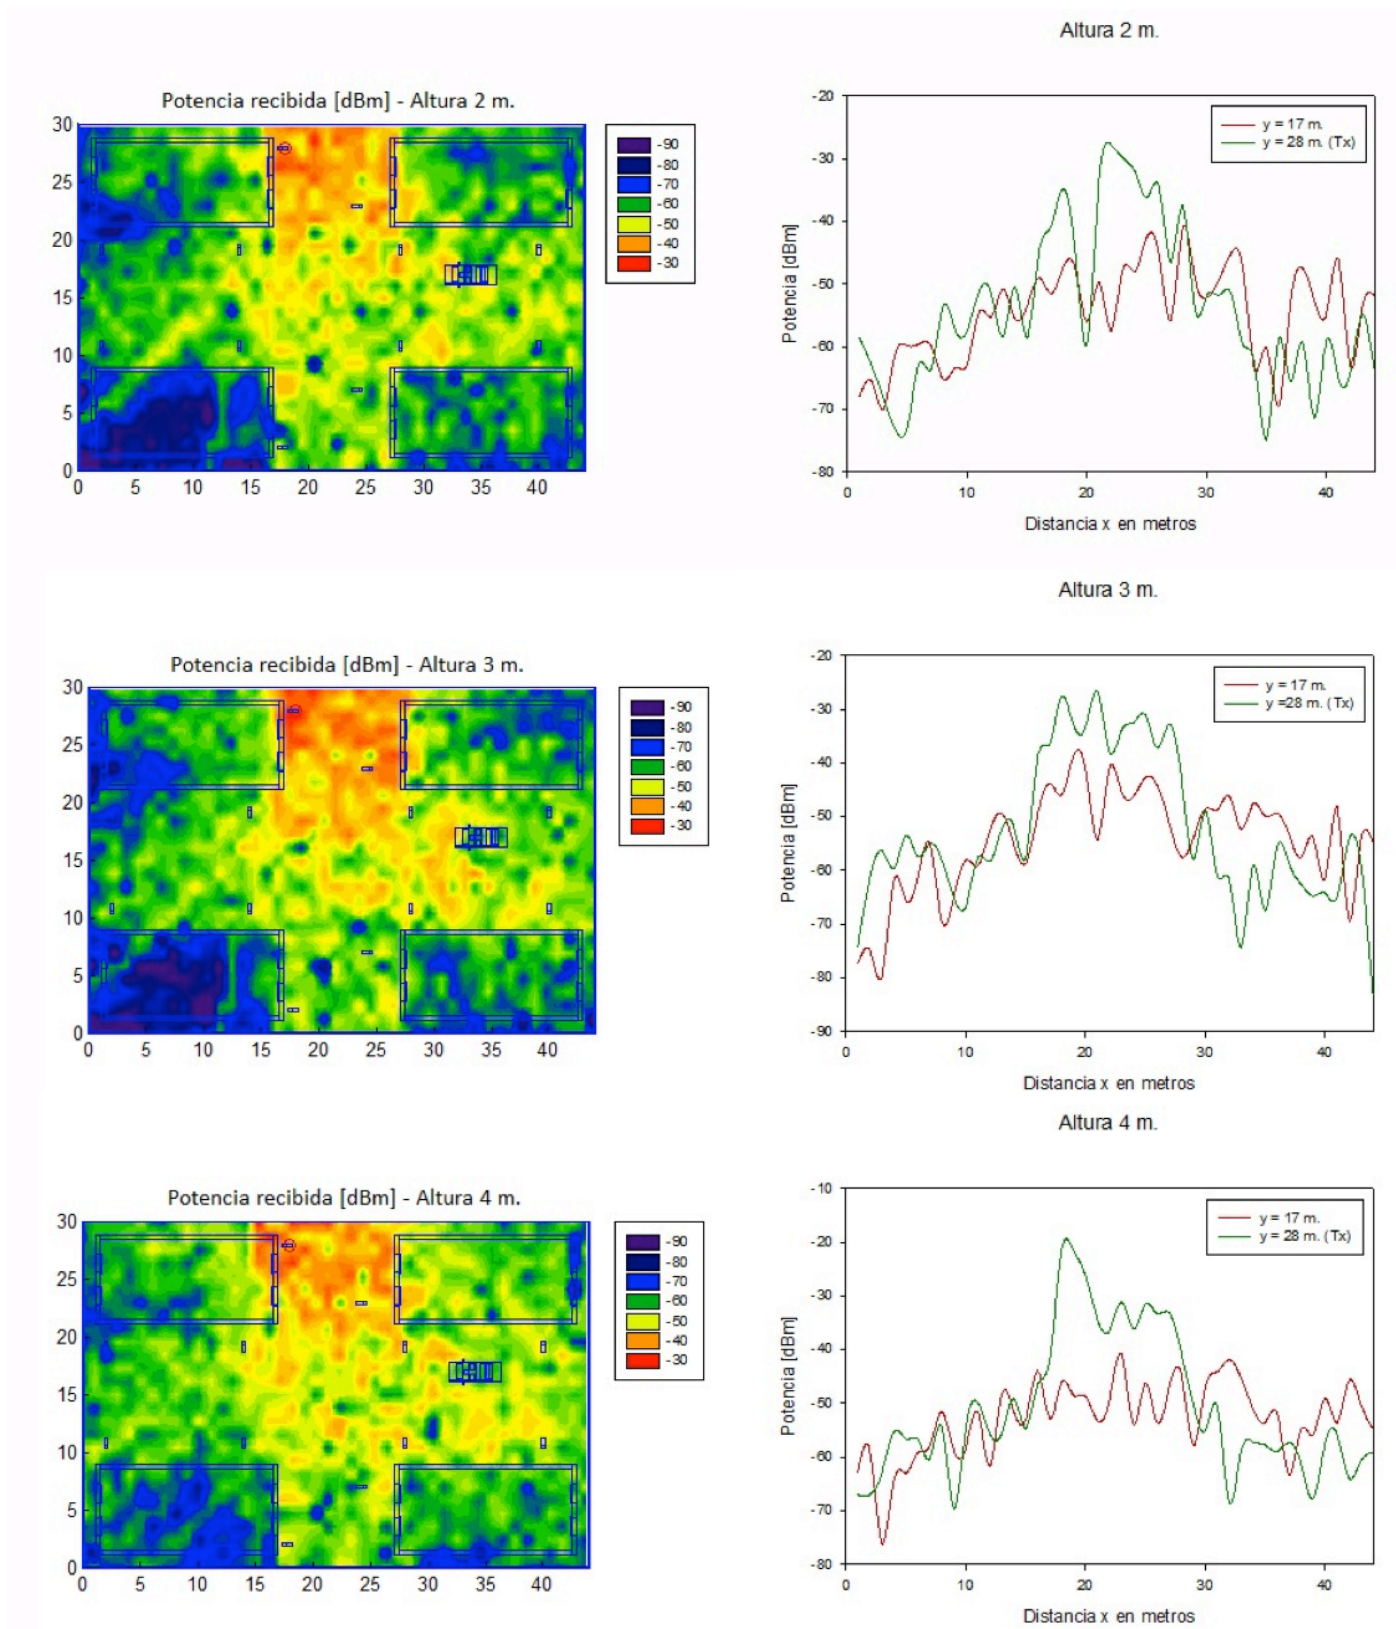 Altura 2 m.
Potencia recibida [dBm] - Altura 2 m.
30
25
20
15
10
5
0
0 5 10 15 20 25 30 35 40
-90
-80
-70
-60
-50
-40
-30
Potencia [dBm]
-20
-30
-40
-50
-60
-70
-80
y = 17 m.
y = 28 m. (Tx)
0 10 20 30 40
Distancia x en metros
Altura 3 m.
Potencia recibida [dBm] - Altura 3 m.
30
25
20
15
10
5
0
0 5 10 15 20 25 30 35 40
-90
-80
-70
-60
-50
-40
-30
Potencia [dBm]
-20
-30
-40
-50
-60
-70
-80
-90
y = 17 m.
y =28 m. (Tx)
0 10 20 30 40
Distancia x en metros
Altura 4 m.
Potencia recibida [dBm] - Altura 4 m.
30
25
20
15
10
5
0
0 5 10 15 20 25 30 35 40
-90
-80
-70
-60
-50
-40
-30
Potencia [dBm]
-10
-20
-30
-40
-50
-60
-70
-80
y = 17 m.
y = 28 m. (Tx)
0 10 20 30 40
Distancia x en metros